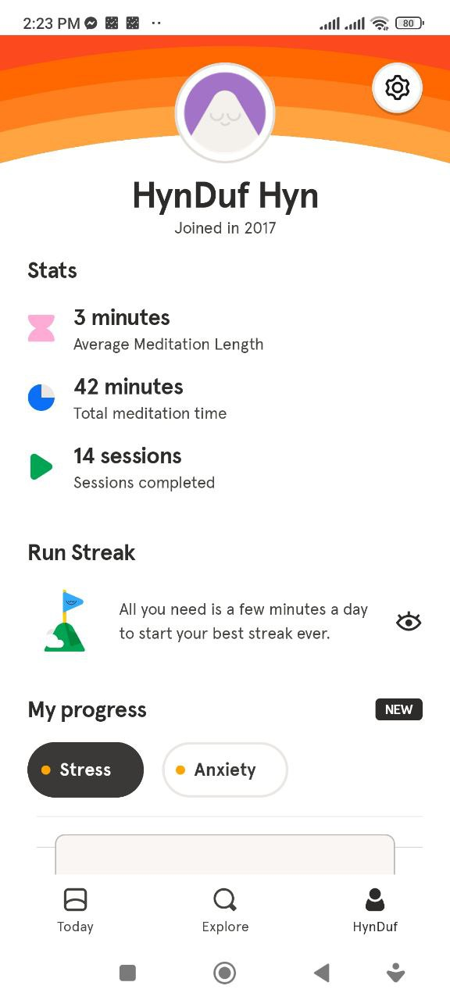 2:23 PM
80
HynDuf Hyn
Joined in 2017
Stats
3 minutes
Average Meditation Length
42 minutes
Total meditation time
14 sessions
Sessions completed
Run Streak
All you need is a few minutes a day
to start your best streak ever.
My progress
NEW
Stress
Anxiety
Today
Explore
HynDuf